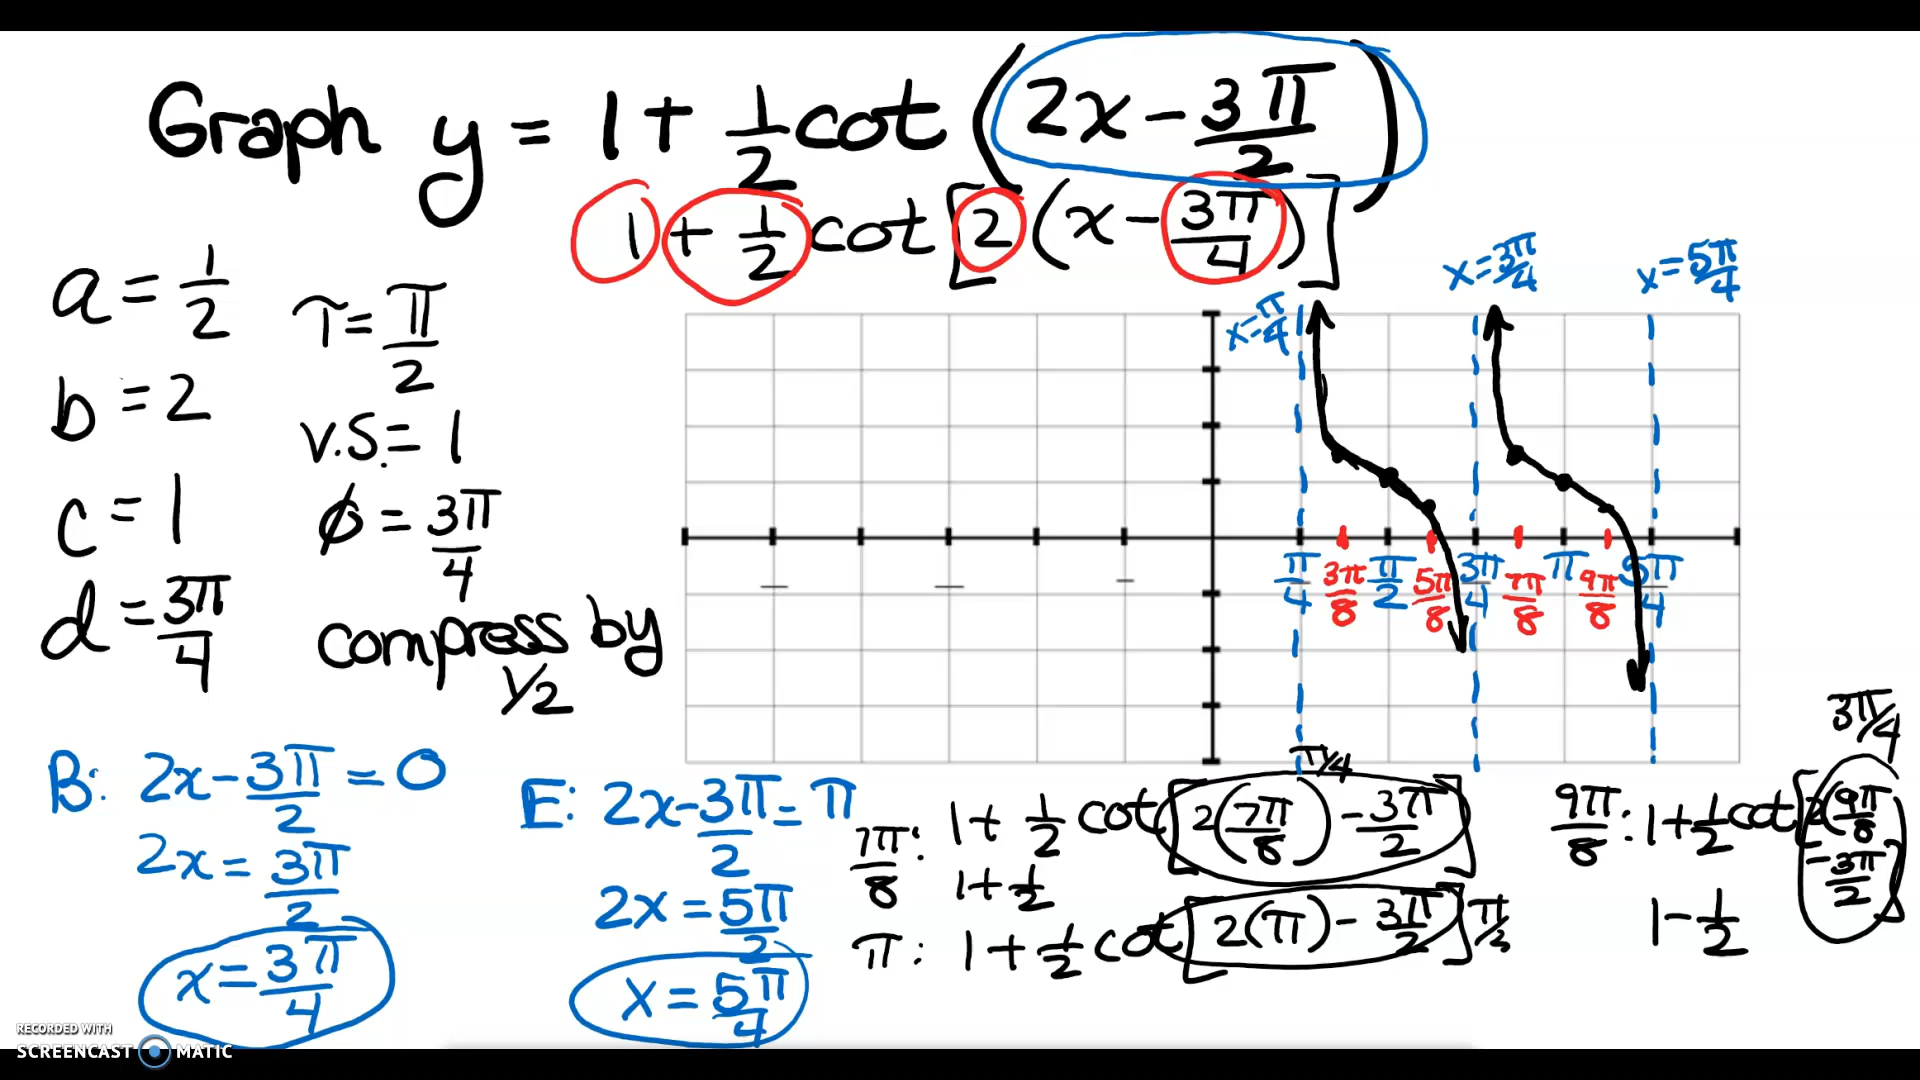 Graph y = 1 + 1/2 cot (2x - 3π/2)
1 + 1/2 cot [2 (x - 3π/4)]
a = 1/2
b = 2
c = 1
d = 3π/4
T = π/2
v.s. = 1
φ = 3π/4
compress by
1/2
x = π/4
x = 3π/4
x = 5π/4
π/4 3π/8 π/2 5π/8 3π/4 7π/8 π 9π/8 5π/4
B: 2x - 3π/2 = 0
2x = 3π/2
x = 3π/4
E: 2x - 3π/2 = π
2x = 5π/2
x = 5π/4
π/4
7π/8: 1 + 1/2 cot [2(7π/8) - 3π/2]
1 + 1/2
π: 1 + 1/2 cot [2(π) - 3π/2] π/2
3π/4
9π/8: 1 + 1/2 cot [2(9π/8)
- 3π/2]
1 - 1/2
RECORDED WITH
SCREENCAST MATIC